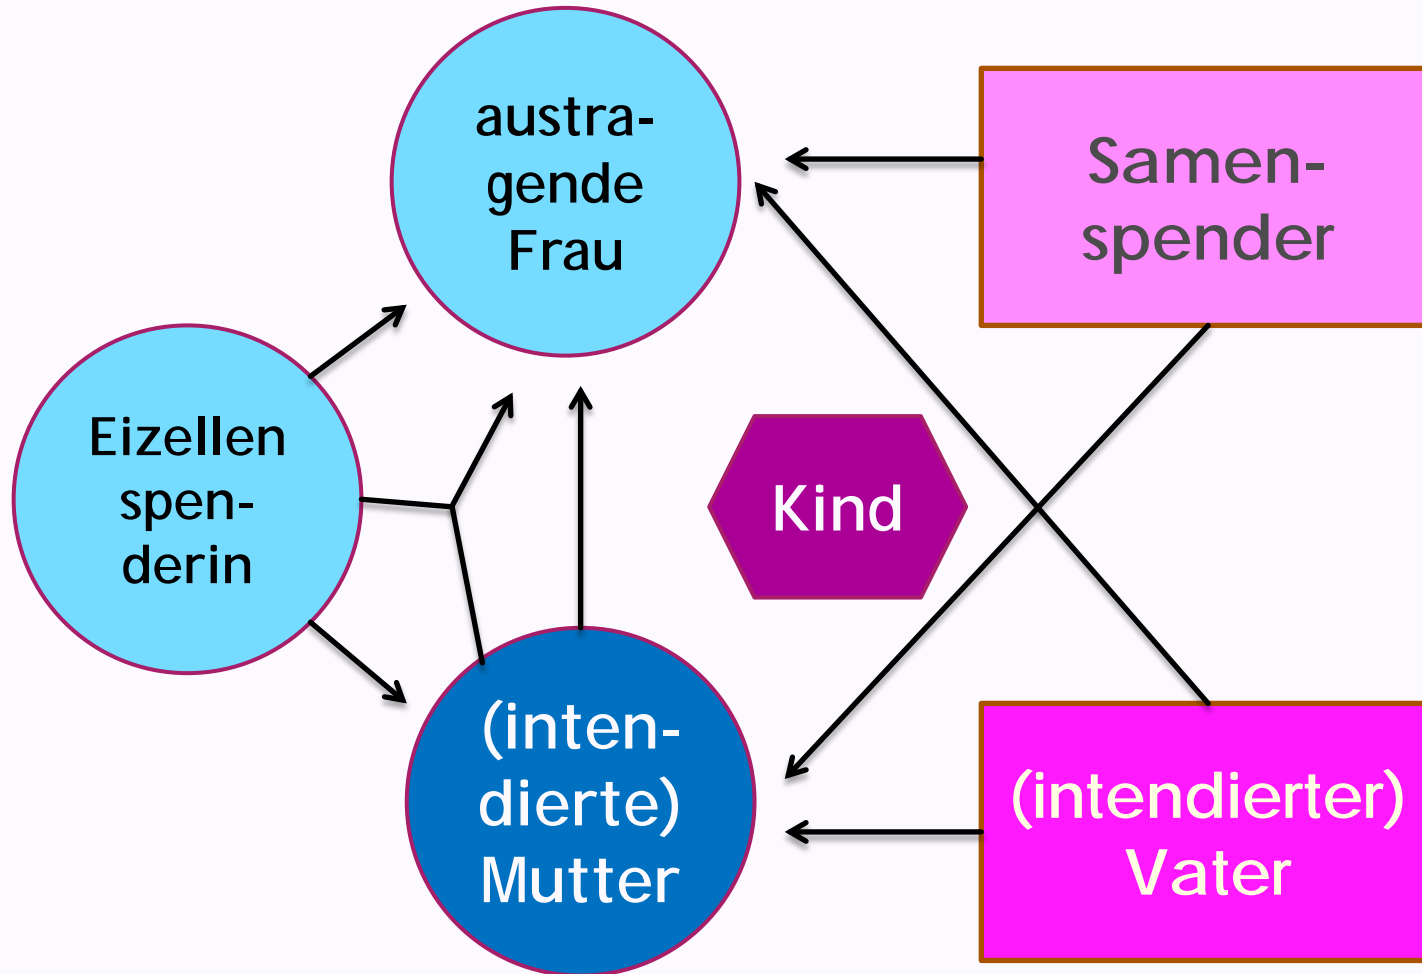 austra-
gende
Frau
Samen-
spender
Eizellen
spen-
derin
Kind
(inten-
dierte)
Mutter
(intendierter)
Vater